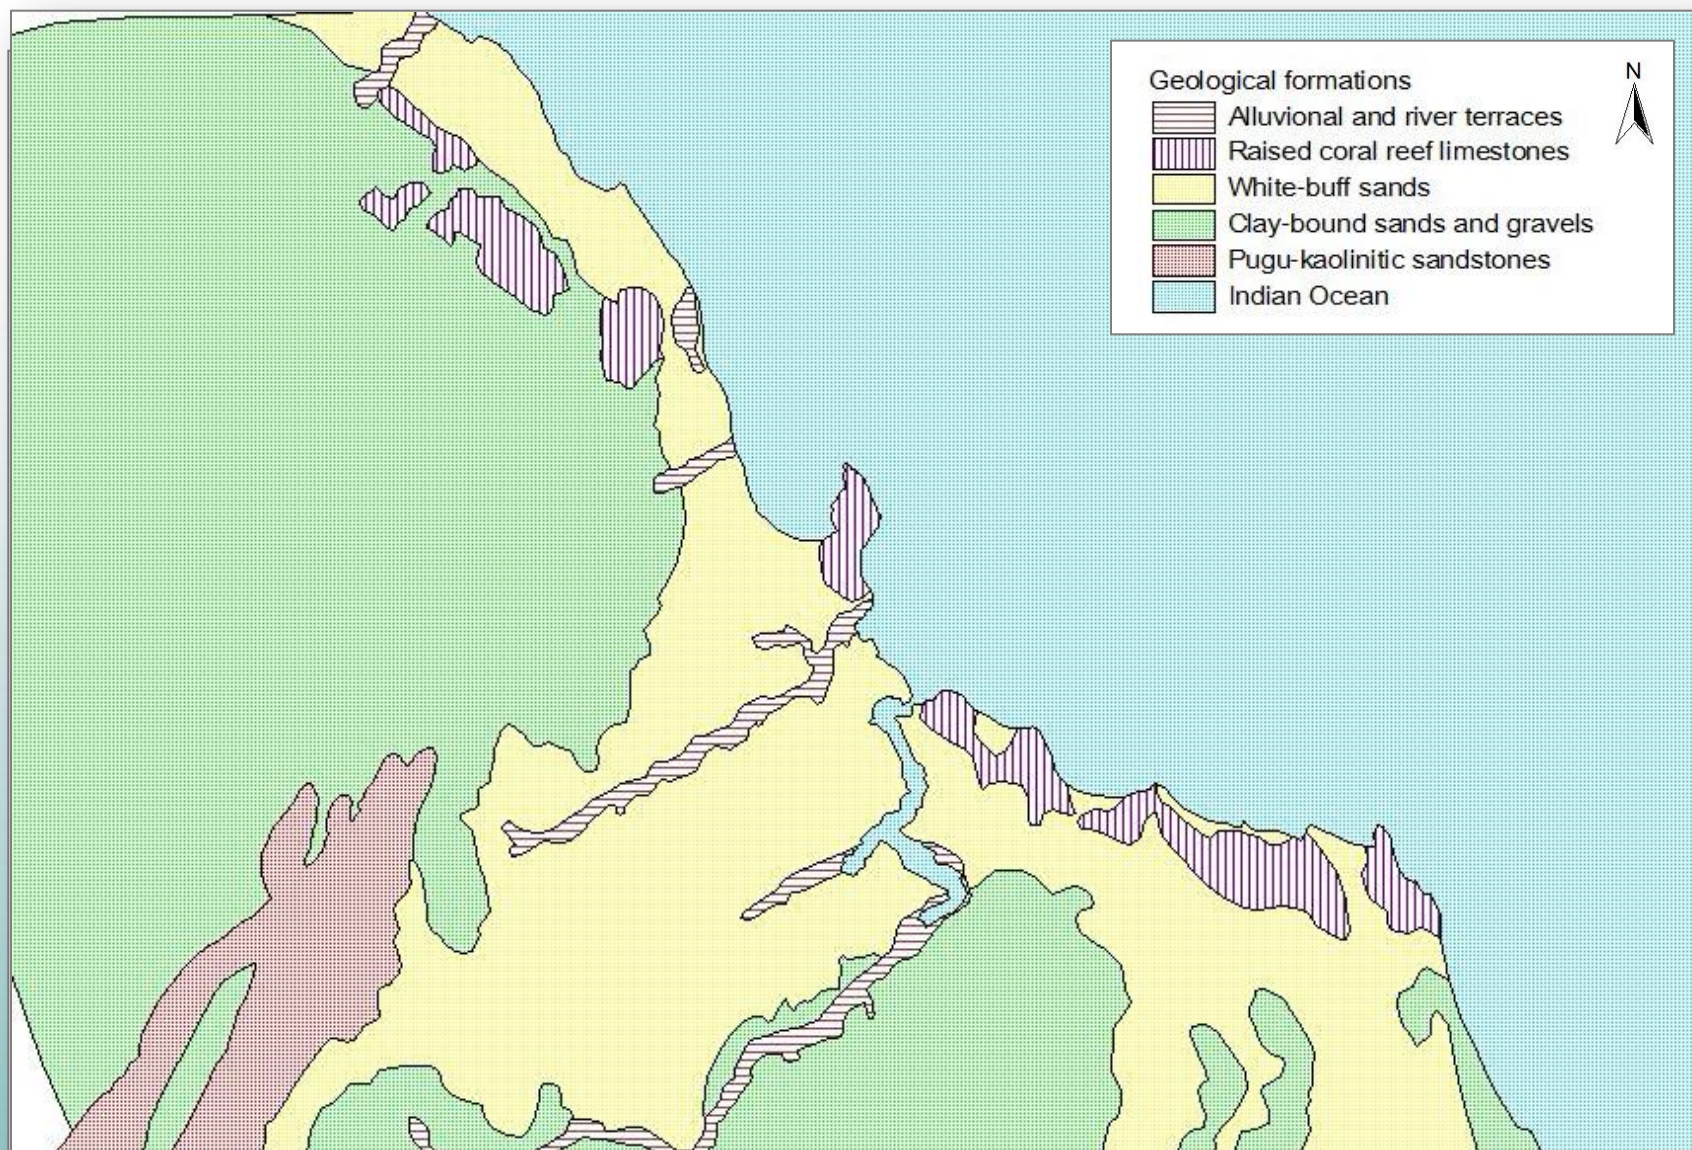 Geological formations
N
Alluvional and river terraces
Raised coral reef limestones
White-buff sands
Clay-bound sands and gravels
Pugu-kaolinitic sandstones
Indian Ocean